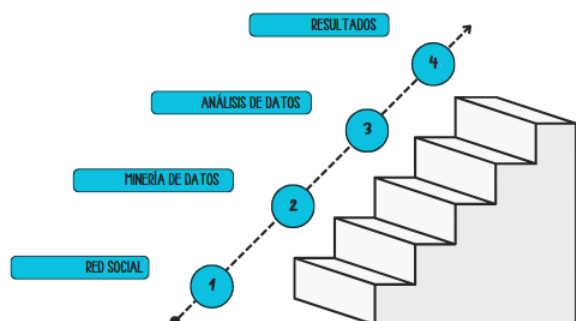 RESULTADOS
4
ANÁLISIS DE DATOS
3
MINERÍA DE DATOS
2
RED SOCIAL
1